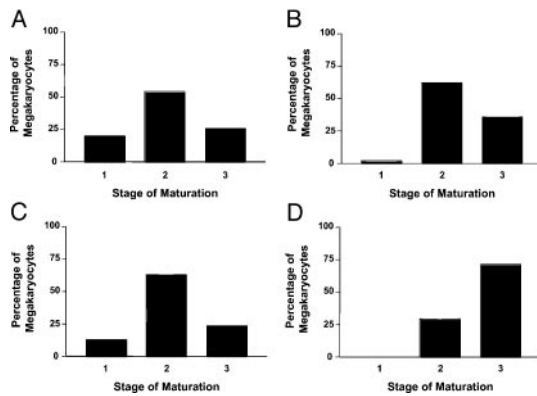 A
Percentage of
Megakaryocytes
100
75
50
25
0
1 2 3
Stage of Maturation
B
Percentage of
Megakaryocytes
100
75
50
25
0
1 2 3
Stage of Maturation
C
Percentage of
Megakaryocytes
100
75
50
25
0
1 2 3
Stage of Maturation
D
Percentage of
Megakaryocytes
100
75
50
25
0
1 2 3
Stage of Maturation